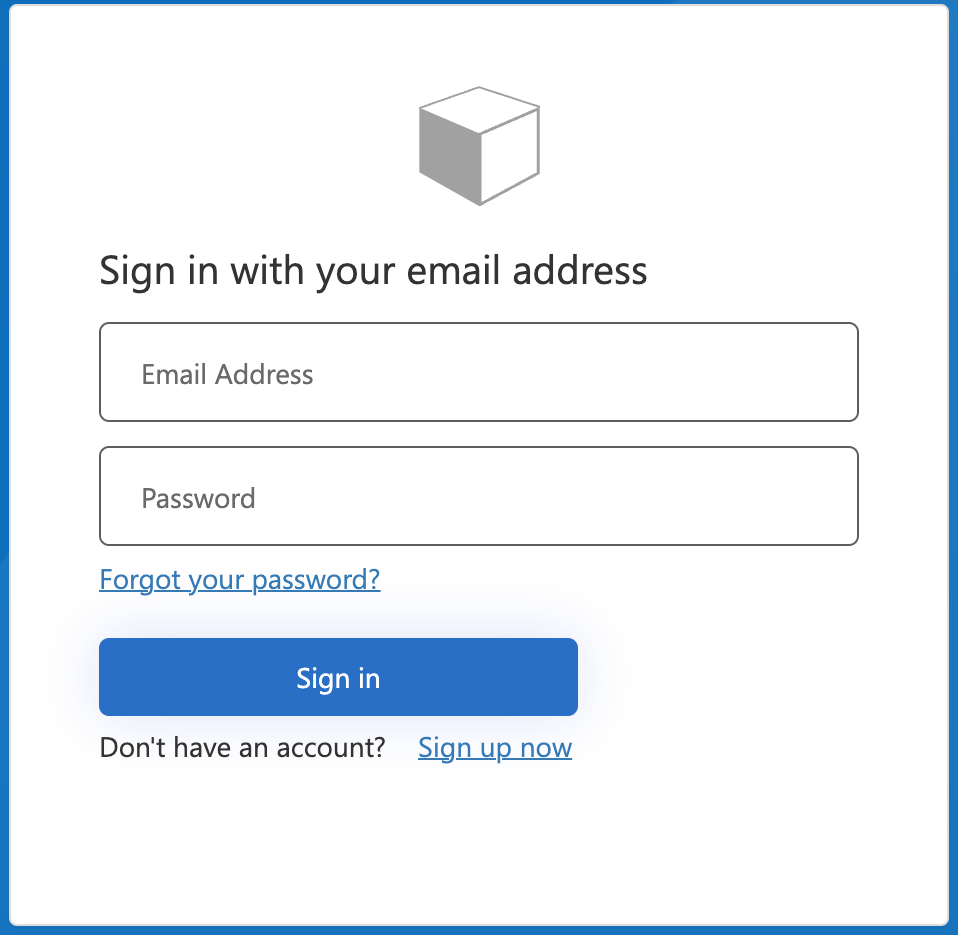 Sign in with your email address
Email Address
Password
Forgot your password?
Sign in
Don't have an account? Sign up now